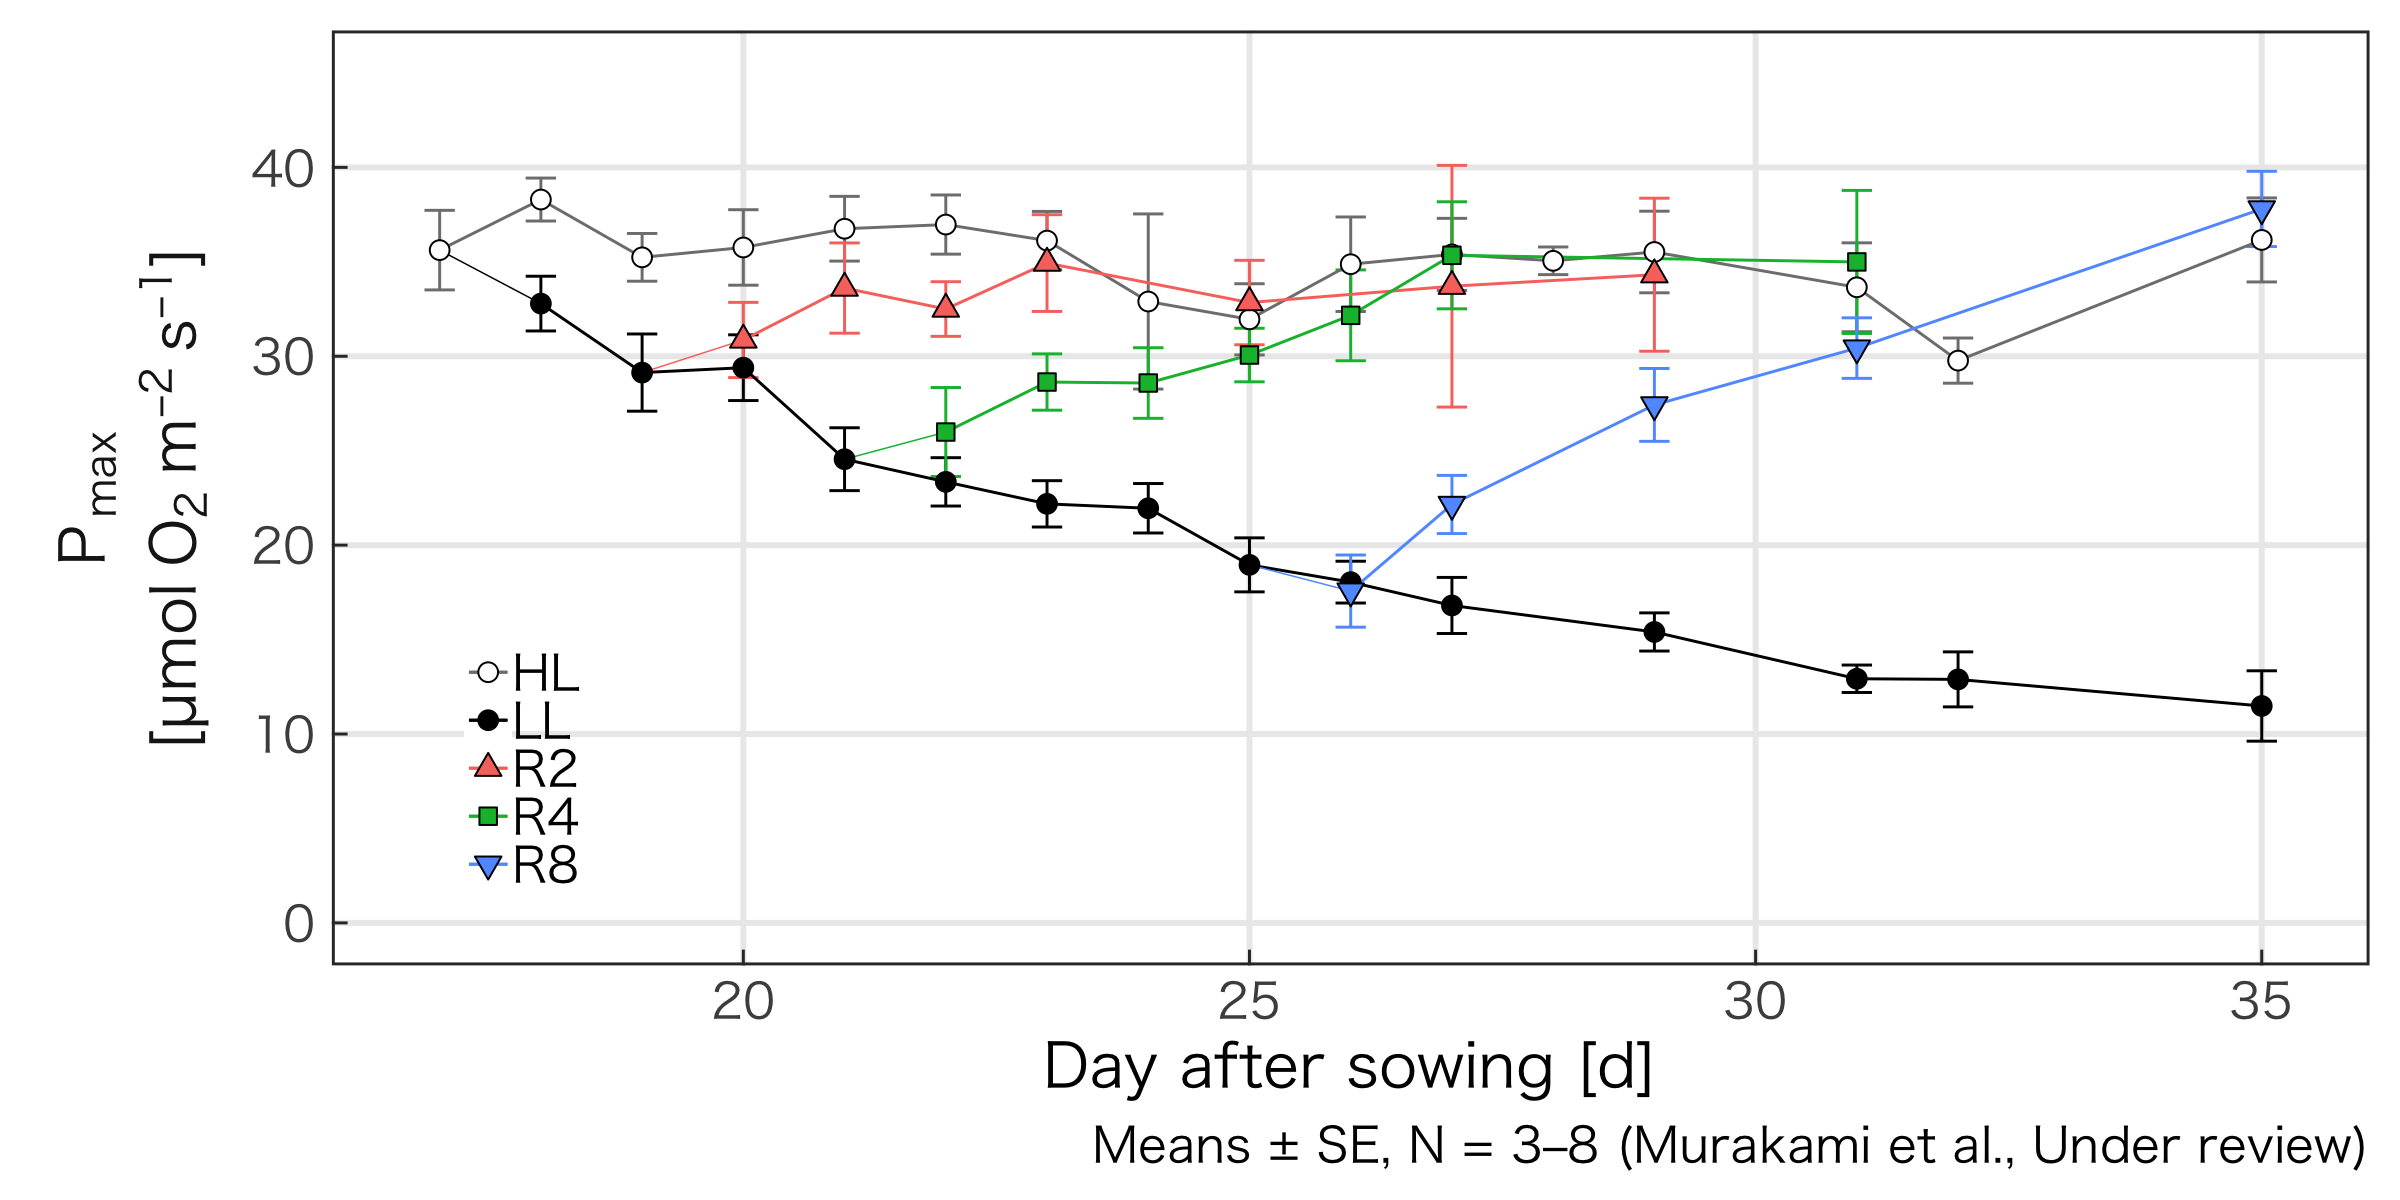 P max
[µmol O2 m−2 s−1]
40
30
20
10
0
HL
LL
R2
R4
R8
20 25 30 35
Day after sowing [d]
Means ± SE, N = 3–8 (Murakami et al., Under review)